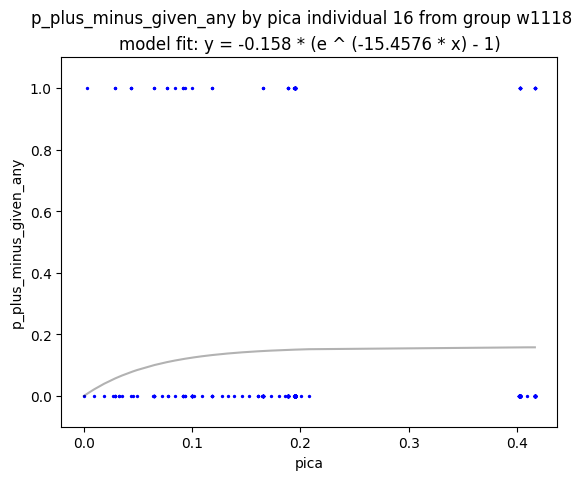 p_plus_minus_given_any by pica individual 16 from group w1118
model fit: y = -0.158 * (e ^ (-15.4576 * x) - 1)
1.0
0.8
0.6
0.4
0.2
0.0
p_plus_minus_given_any
0.0 0.1 0.2 0.3 0.4
pica